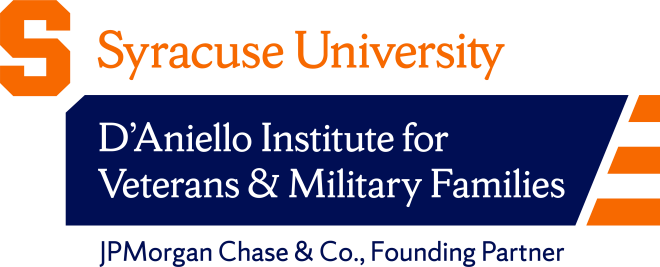 S
Syracuse University
D’Aniello Institute for
Veterans & Military Families
JPMorgan Chase & Co., Founding Partner